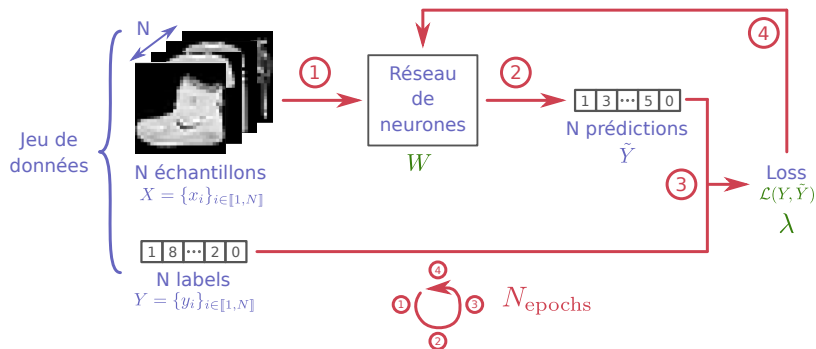 N
④
①
②
Réseau
de
neurones
W
1 3 ··· 5 0
N prédictions
Ỹ
Jeu de
données
N échantillons
X = {x_i}_{i∈⟦1,N⟧}
③
Loss
ℒ(Y, Ỹ)
λ
1 8 ··· 2 0
N labels
Y = {y_i}_{i∈⟦1,N⟧}
④
①
③
②
N_epochs